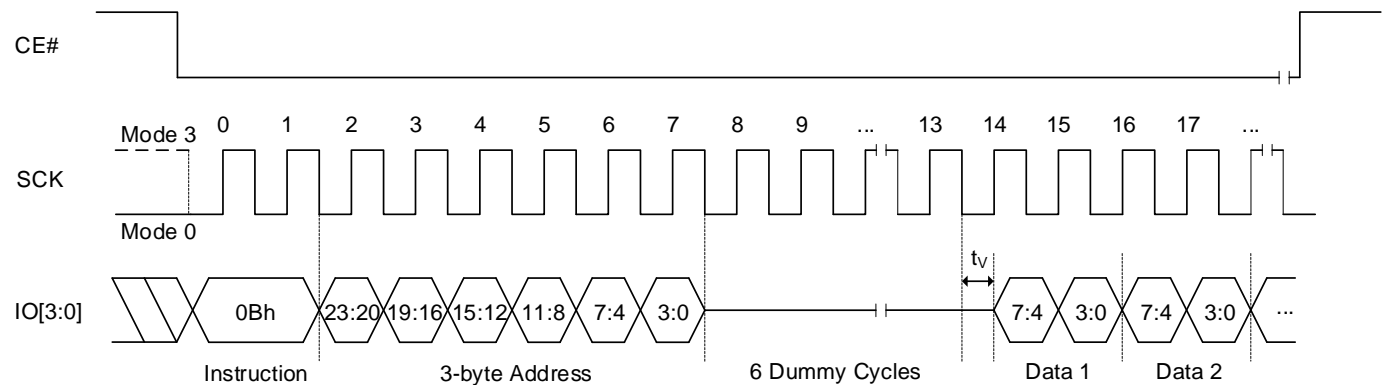 CE#
0 1 2 3 4 5 6 7 8 9 ... 13 14 15 16 17 ...
Mode 3
SCK
Mode 0
tV
IO[3:0] 0Bh 23:20 19:16 15:12 11:8 7:4 3:0 7:4 3:0 7:4 3:0 ...
Instruction 3-byte Address 6 Dummy Cycles Data 1 Data 2